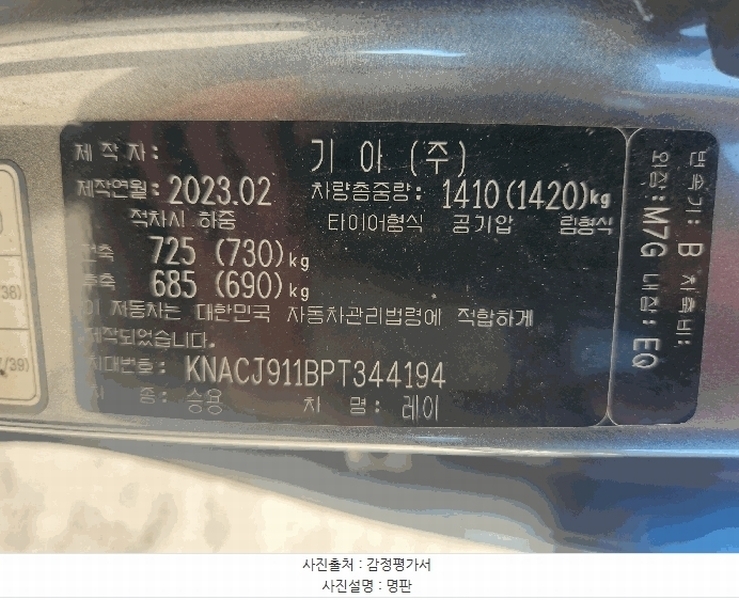 제 작 자: 기 아 (주)
제작연월: 2023.02 차량총중량: 1410(1420)kg
적차시 하중 타이어형식 공기압 림형식
725 (730)kg
685 (690)kg
이 자동차는 대한민국 자동차관리법령에 적합하게
제작되었습니다.
차대번호: KNACJ911BPT344194
차 종: 승용 차 명: 레이
변속기: B 차축비:
외장: M7G 내장: EQ
38)
/39)
사진출처 : 감정평가서
사진설명 : 명판